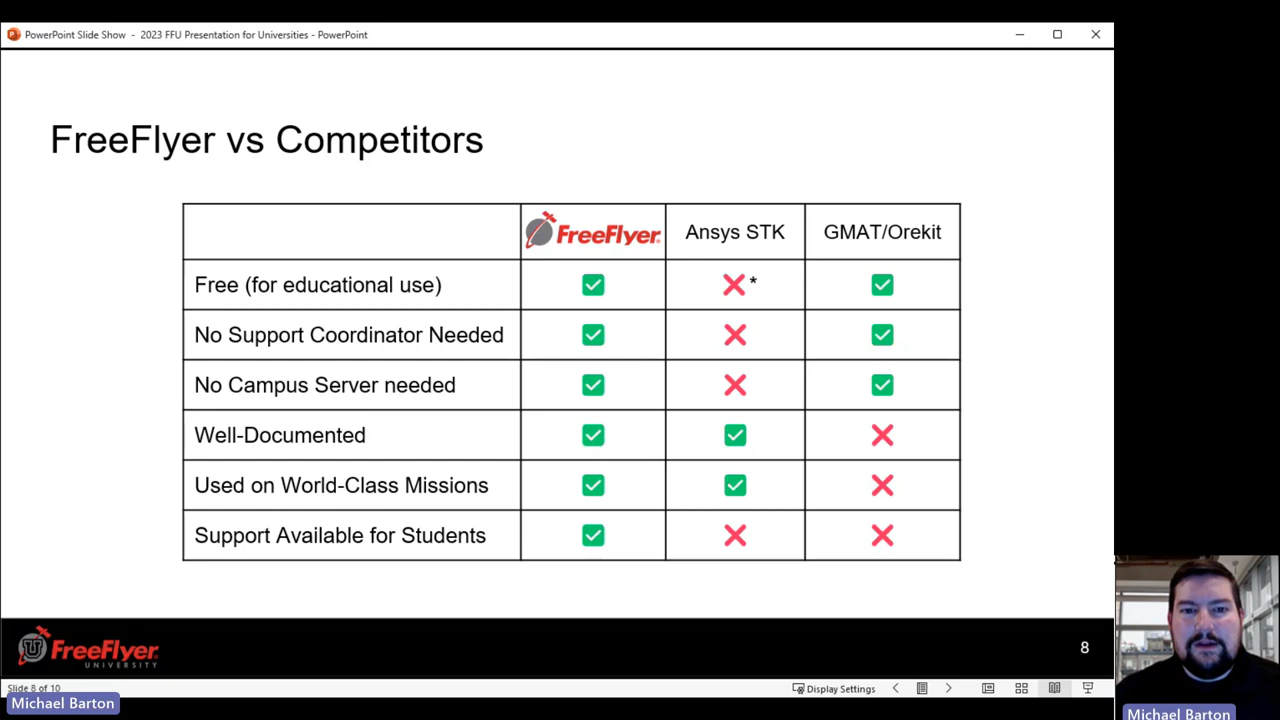 PowerPoint Slide Show - 2023 FFU Presentation for Universities - PowerPoint
FreeFlyer vs Competitors
FreeFlyer Ansys STK GMAT/Orekit
Free (for educational use) ✅ ❌* ✅
No Support Coordinator Needed ✅ ❌ ✅
No Campus Server needed ✅ ❌ ✅
Well-Documented ✅ ✅ ❌
Used on World-Class Missions ✅ ✅ ❌
Support Available for Students ✅ ❌ ❌
U FreeFlyer
UNIVERSITY
8
Slide 8 of 10
Display Settings
Michael Barton
Michael Barton